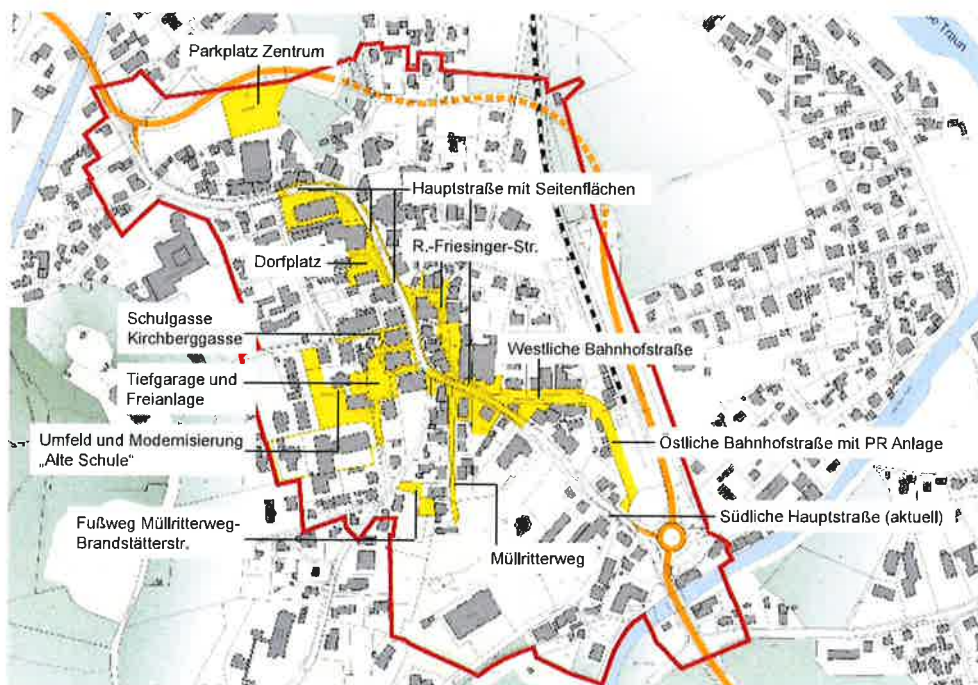 Parkplatz Zentrum
Hauptstraße mit Seitenflächen
R.-Friesinger-Str.
Dorfplatz
Schulgasse
Kirchberggasse
Westliche Bahnhofstraße
Tiefgarage und
Freianlage
Umfeld und Modernisierung
„Alte Schule“
Östliche Bahnhofstraße mit PR Anlage
Südliche Hauptstraße (aktuell)
Fußweg Müllritterweg-
Brandstätterstr.
Müllritterweg
Traun